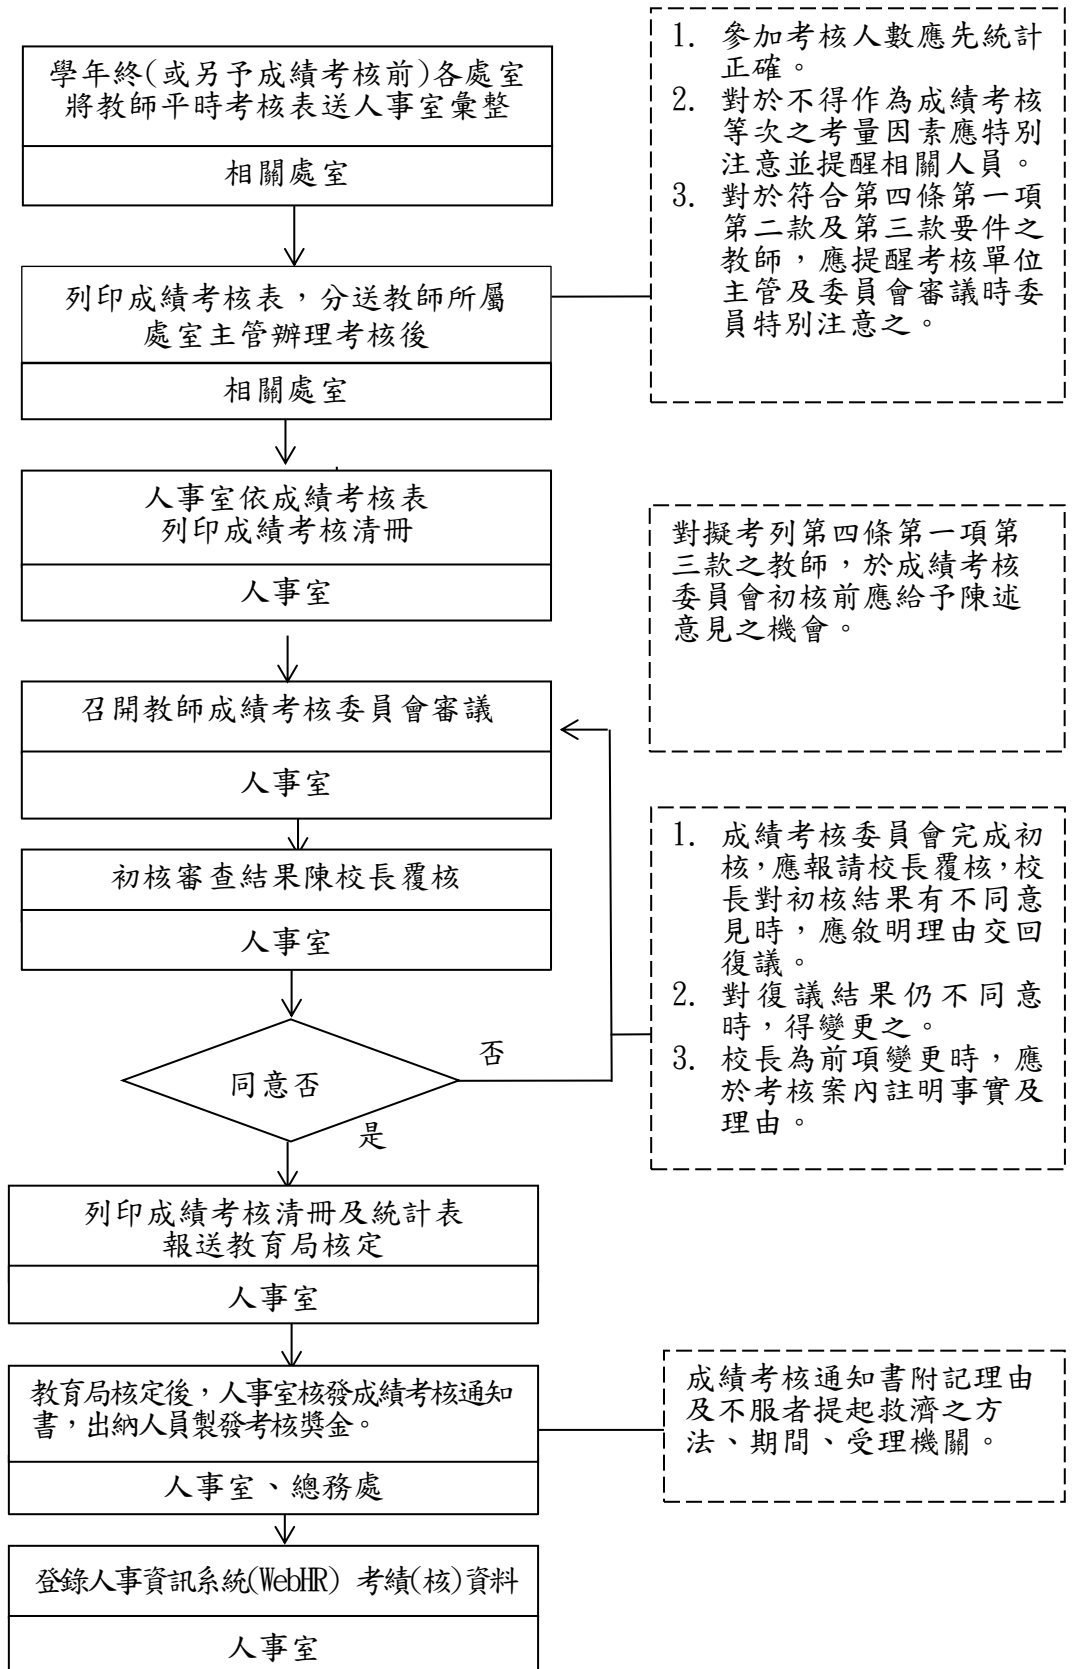 學年終(或另予成績考核前)各處室
將教師平時考核表送人事室彙整
相關處室
1. 參加考核人數應先統計
正確。
2. 對於不得作為成績考核
等次之考量因素應特別
注意並提醒相關人員。
3. 對於符合第四條第一項
第二款及第三款要件之
教師，應提醒考核單位
主管及委員會審議時委
員特別注意之。
列印成績考核表，分送教師所屬
處室主管辦理考核後
相關處室
人事室依成績考核表
列印成績考核清冊
人事室
對擬考列第四條第一項第
三款之教師，於成績考核
委員會初核前應給予陳述
意見之機會。
召開教師成績考核委員會審議
人事室
初核審查結果陳校長覆核
人事室
1. 成績考核委員會完成初
核，應報請校長覆核，校
長對初核結果有不同意
見時，應敘明理由交回
復議。
2. 對復議結果仍不同意
時，得變更之。
3. 校長為前項變更時，應
於考核案內註明事實及
理由。
同意否
否
是
列印成績考核清冊及統計表
報送教育局核定
人事室
教育局核定後，人事室核發成績考核通知
書，出納人員製發考核獎金。
人事室、總務處
成績考核通知書附記理由
及不服者提起救濟之方
法、期間、受理機關。
登錄人事資訊系統(WebHR) 考績(核)資料
人事室